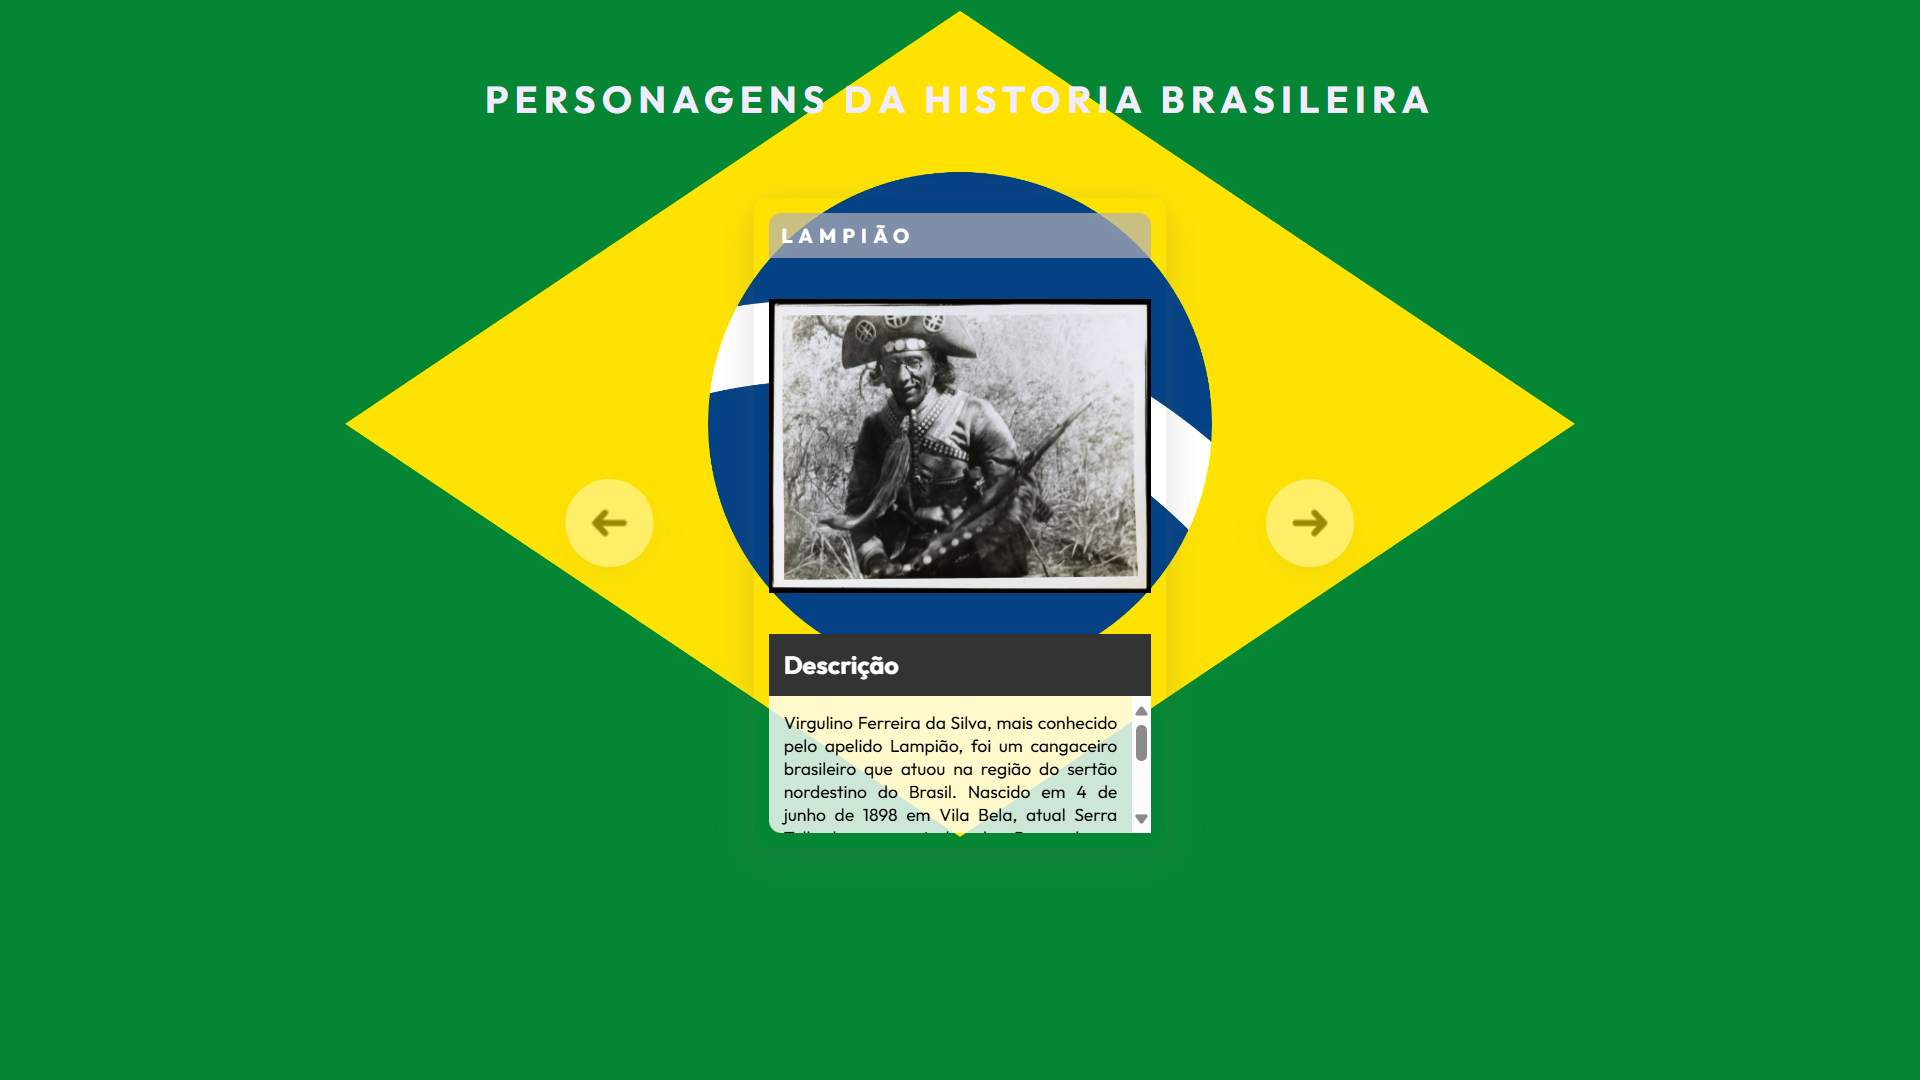 PERSONAGENS DA HISTORIA BRASILEIRA
LAMPIÃO
Descrição
Virgulino Ferreira da Silva, mais conhecido
pelo apelido Lampião, foi um cangaceiro
brasileiro que atuou na região do sertão
nordestino do Brasil. Nascido em 4 de
junho de 1898 em Vila Bela, atual Serra